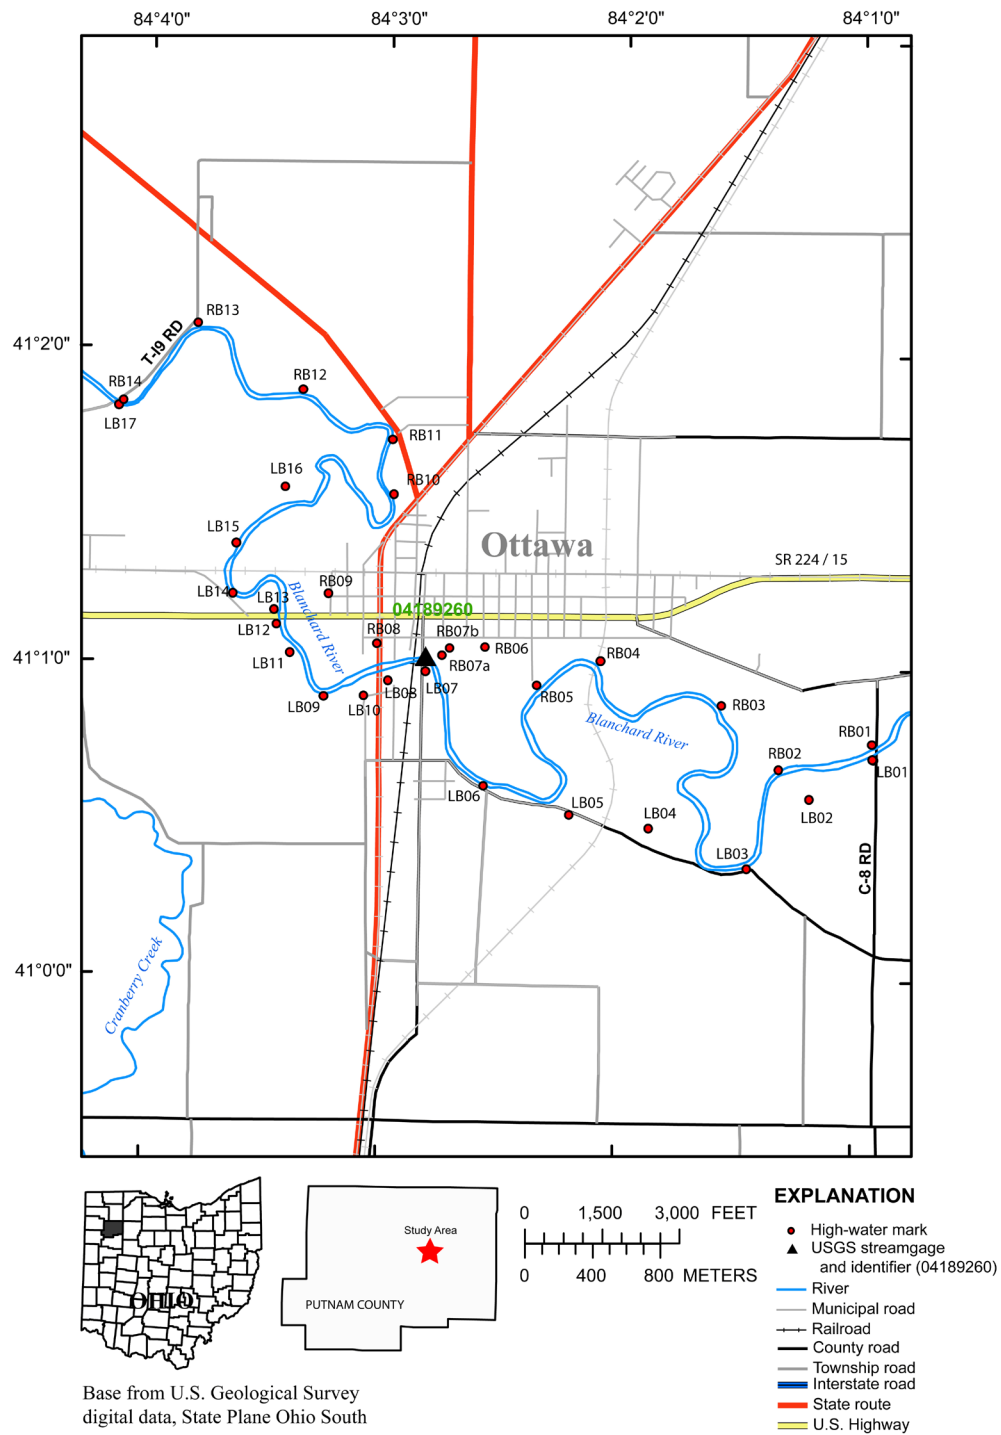 84°4'0" 84°3'0" 84°2'0" 84°1'0"
41°2'0"
41°1'0"
41°0'0"
RB13
T-I9 RD
RB14
LB17
RB12
RB11
RB10
LB16
LB15
Ottawa
SR 224 / 15
LB14
LB13
RB09
04189260
LB12
Blanchard River
RB08
RB07b
RB06
RB04
LB11
RB07a
LB07
LB08
RB05
LB09
LB10
RB03
Blanchard River
RB01
RB02
LB01
LB06
LB05
LB04
LB02
LB03
C-8 RD
Cranberry Creek
OHIO
Study Area
PUTNAM COUNTY
0 1,500 3,000 FEET
0 400 800 METERS
Base from U.S. Geological Survey
digital data, State Plane Ohio South
EXPLANATION
High-water mark
USGS streamgage
and identifier (04189260)
River
Municipal road
Railroad
County road
Township road
Interstate road
State route
U.S. Highway